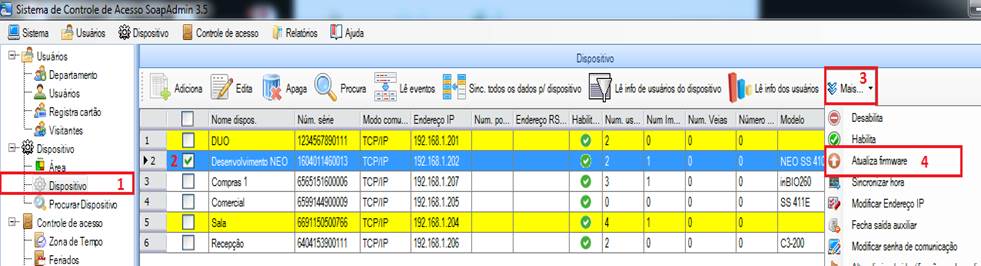 Sistema de Controle de Acesso SoapAdmin 3.5
Sistema Usuários Dispositivo Controle de acesso Relatórios Ajuda
Usuários
Departamento
Usuários
Registra cartão
Visitantes
Dispositivo
Área
Dispositivo 1
Procurar Dispositivo
Controle de acesso
Zona de Tempo
Feriados
Dispositivo
Adiciona Edita Apaga Procura Lê eventos Sinc. todos os dados p/ dispositivo Lê info de usuários do dispositivo Lê info dos usuários 3 Mais...
Nome dispos. Núm. série Modo comu... Endereço IP Num. po... Endereço RS... Habilit... Num. us... Num Im... Num. Veias Número ... Modelo
1 DUO 1234567890111 TCP/IP 192.168.1.201 2 0 0 0
2 2 Desenvolvimento NEO 1604011460013 TCP/IP 192.168.1.202 2 1 0 0 NEO SS 410
3 Compras 1 6565151600006 TCP/IP 192.168.1.207 3 1 0 0 inBIO260
4 Comercial 6599144900009 TCP/IP 192.168.1.205 0 0 0 0 SS 411E
5 Sala 6691150500766 TCP/IP 192.168.1.204 4 1 0 0
6 Recepção 6404153900111 TCP/IP 192.168.1.206 2 0 0 0 C3-200
Desabilita
Habilita
Atualiza firmware 4
Sincronizar hora
Modificar Endereço IP
Fecha saída auxiliar
Modificar senha de comunicação